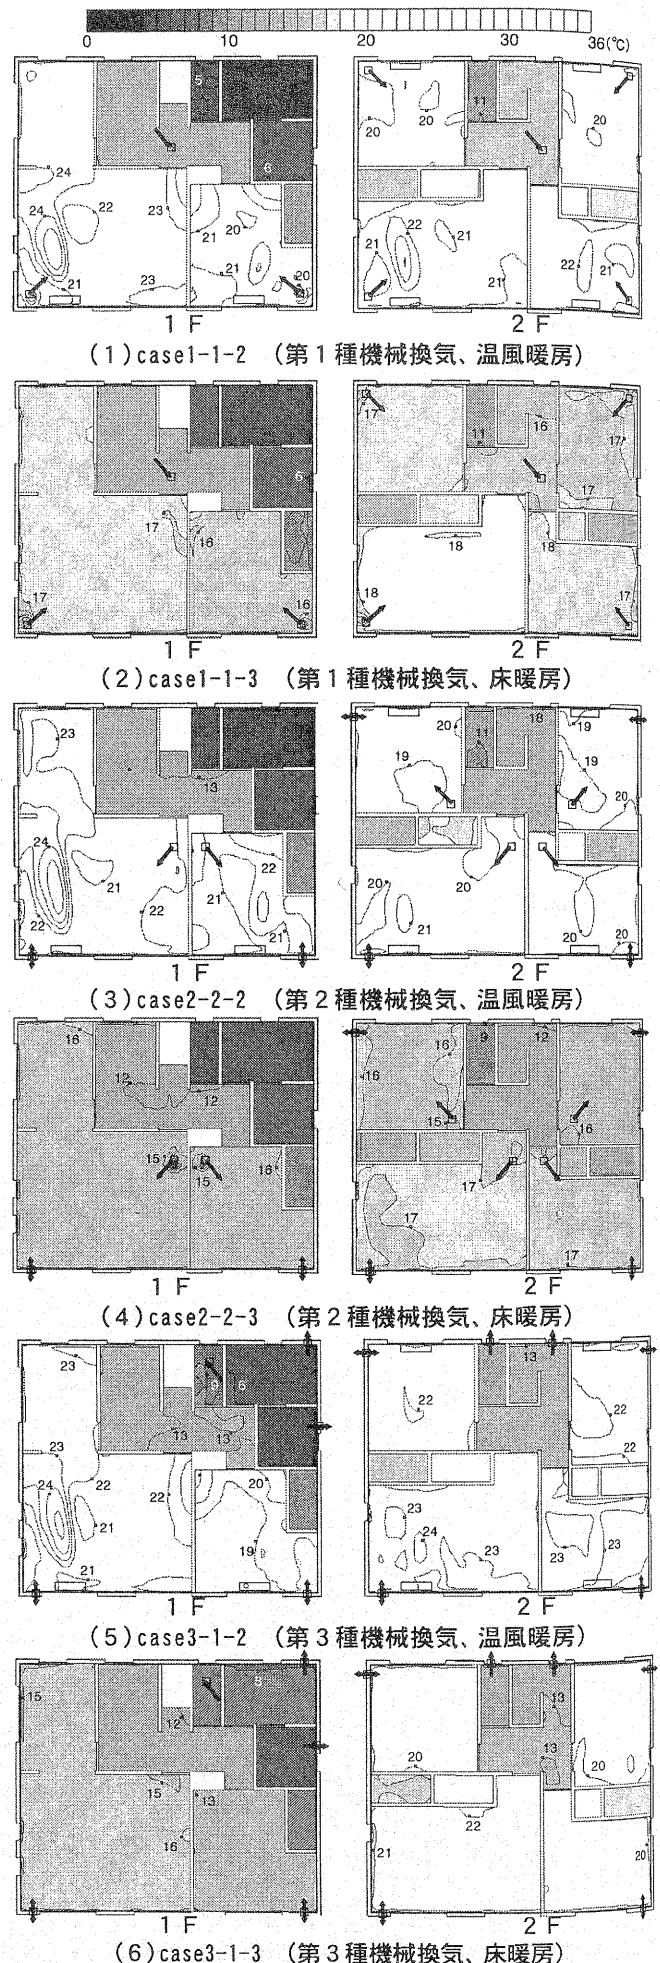 0 10 20 30 36(℃)
5 11 20 20 20
6
24 24 22 23 21 20 21 22 21 22 21
21 23 21 20 21
1F 2F
(1)case1-1-2 (第1種機械換気、温風暖房)
17 11 16 17
6 17
17 16 18 18
17 16 18 17
1F 2F
(2)case1-1-3 (第1種機械換気、床暖房)
23 20 11 18 19
13 19 20
24 21 22 21 22 20 20
22 21 21 20 20
1F 2F
(3)case2-2-2 (第2種機械換気、温風暖房)
16 16 9 12
12 12 16 15 16
15 15 16 17
17 17
1F 2F
(4)case2-2-3 (第2種機械換気、床暖房)
23 9 6 13
13 13 22 22
23 22 22 20 22
24 21 19 23 24 23 23 23
21
1F 2F
(5)case3-1-2 (第3種機械換気、温風暖房)
15 5 13
12 13
15 13 20 20
16 22 21 20
1F 2F
(6)case3-1-3 (第3種機械換気、床暖房)